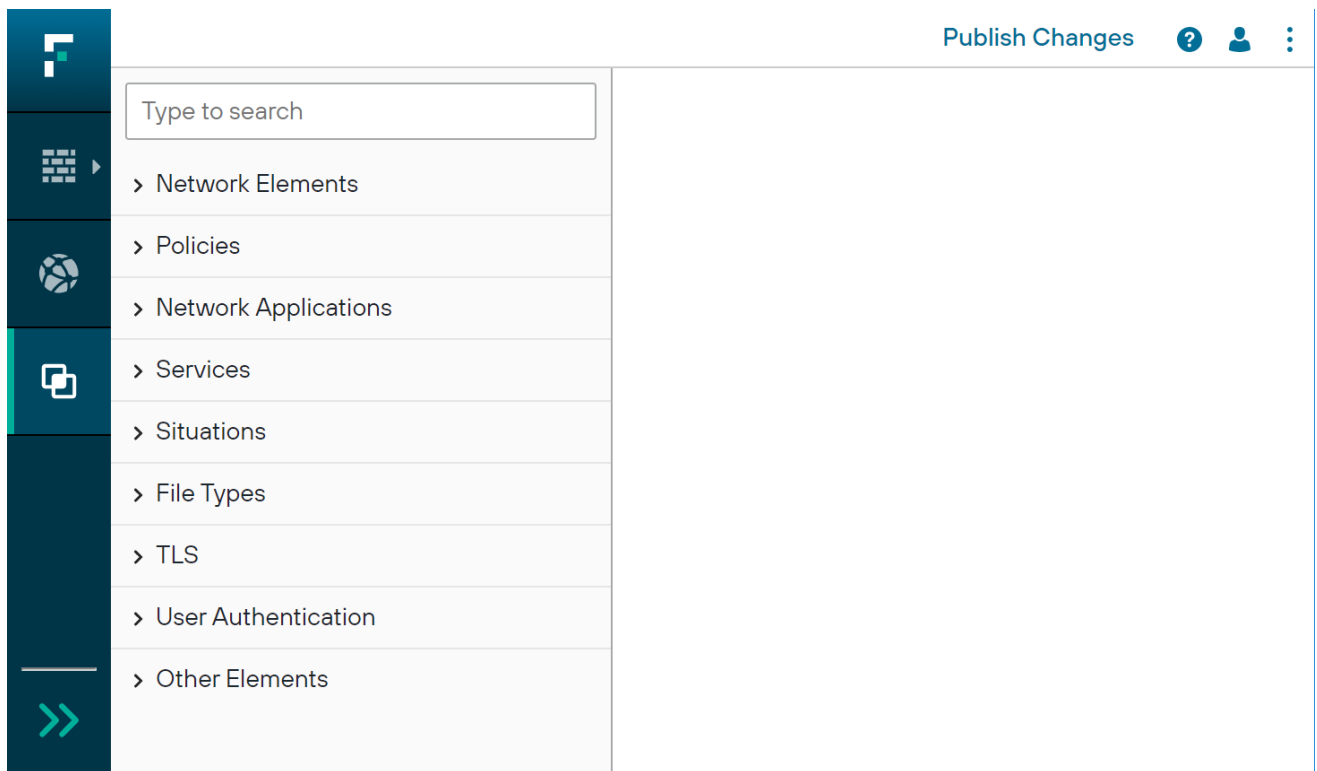 Publish Changes
Type to search
Network Elements
Policies
Network Applications
Services
Situations
File Types
TLS
User Authentication
Other Elements